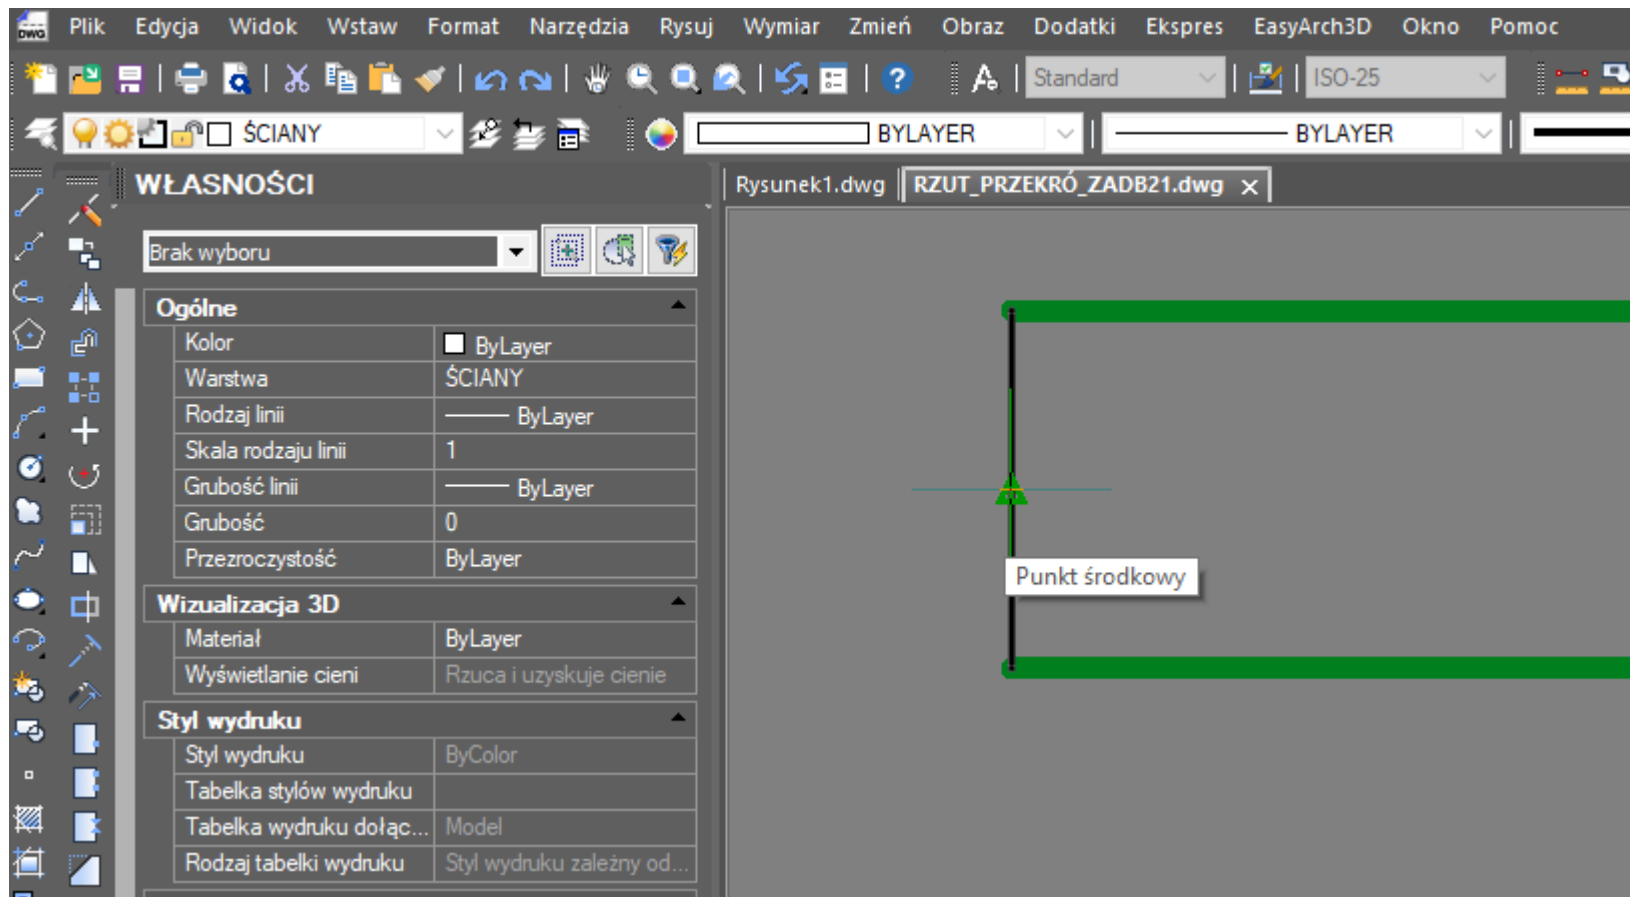 DWG Plik Edycja Widok Wstaw Format Narzędzia Rysuj Wymiar Zmień Obraz Dodatki Ekspres EasyArch3D Okno Pomoc
Standard ISO-25
ŚCIANY BYLAYER BYLAYER
WŁASNOŚCI
Rysunek1.dwg RZUT_PRZEKRÓ_ZADB21.dwg
Brak wyboru
Ogólne
Kolor ByLayer
Warstwa ŚCIANY
Rodzaj linii ByLayer
Skala rodzaju linii 1
Grubość linii ByLayer
Grubość 0
Przezroczystość ByLayer
Punkt środkowy
Wizualizacja 3D
Materiał ByLayer
Wyświetlanie cieni Rzuca i uzyskuje cienie
Styl wydruku
Styl wydruku ByColor
Tabelka stylów wydruku
Tabelka wydruku dołąc... Model
Rodzaj tabelki wydruku Styl wydruku zależny od...